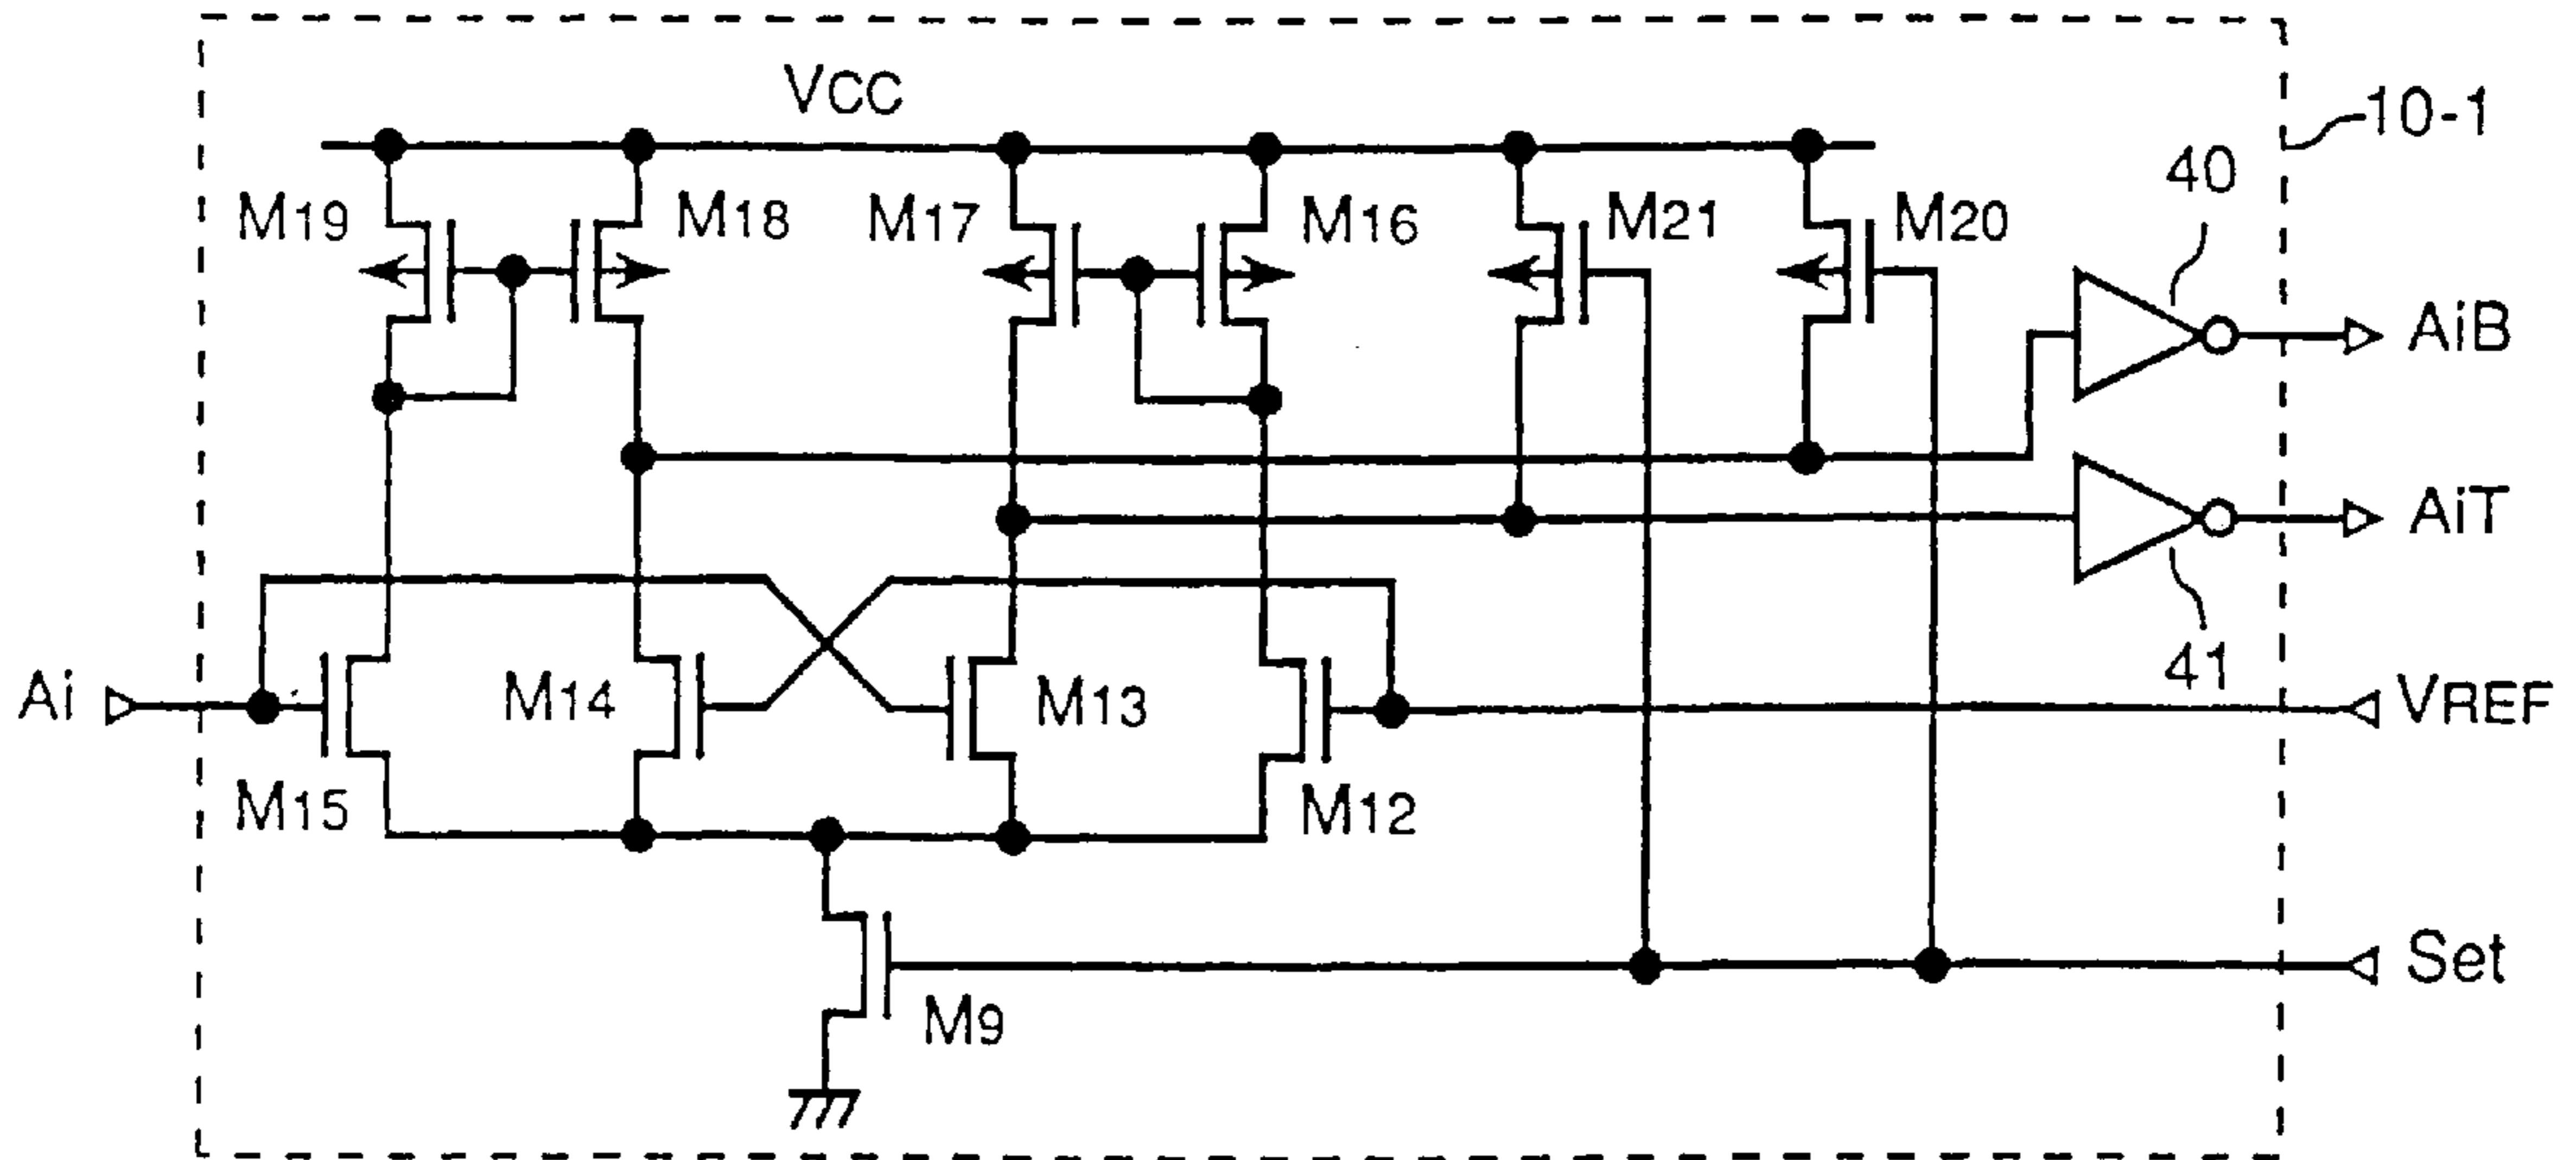 VCC
10-1
40
M19
M18
M17
M16
M21
M20
AiB
AiT
41
Ai
M14
M13
VREF
M15
M12
Set
M9